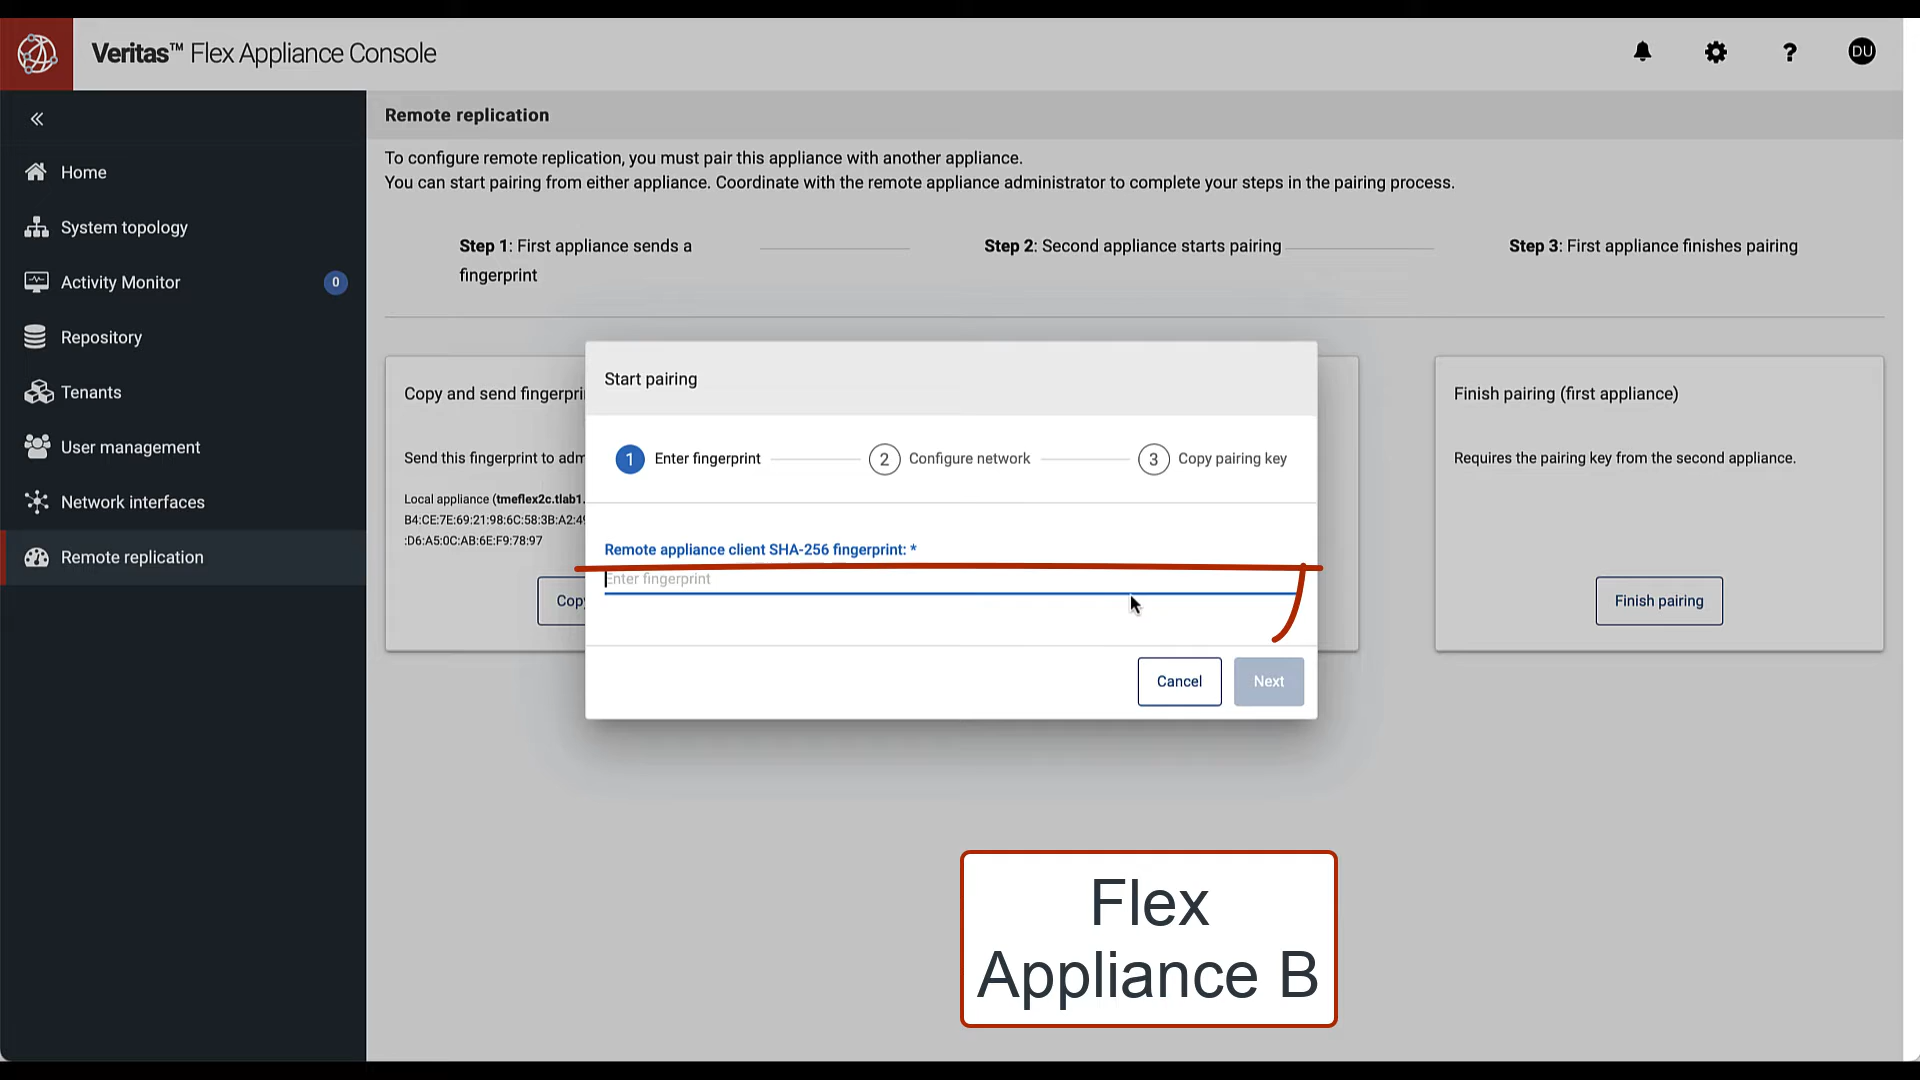 Veritas™ Flex Appliance Console
DU
Home
System topology
Activity Monitor 0
Repository
Tenants
User management
Network interfaces
Remote replication
Remote replication
To configure remote replication, you must pair this appliance with another appliance.
You can start pairing from either appliance. Coordinate with the remote appliance administrator to complete your steps in the pairing process.
Step 1: First appliance sends a
fingerprint
Step 2: Second appliance starts pairing
Step 3: First appliance finishes pairing
Copy and send fingerpri
Send this fingerprint to adm
Local appliance (tmeflex2c.tlab1.
B4:CE:7E:69:21:98:6C:58:3B:A2:49
:D6:A5:0C:AB:6E:F9:78:97
Copy
Start pairing
1 Enter fingerprint
2 Configure network
3 Copy pairing key
Remote appliance client SHA-256 fingerprint: *
Enter fingerprint
Cancel
Next
Finish pairing (first appliance)
Requires the pairing key from the second appliance.
Finish pairing
Flex
Appliance B